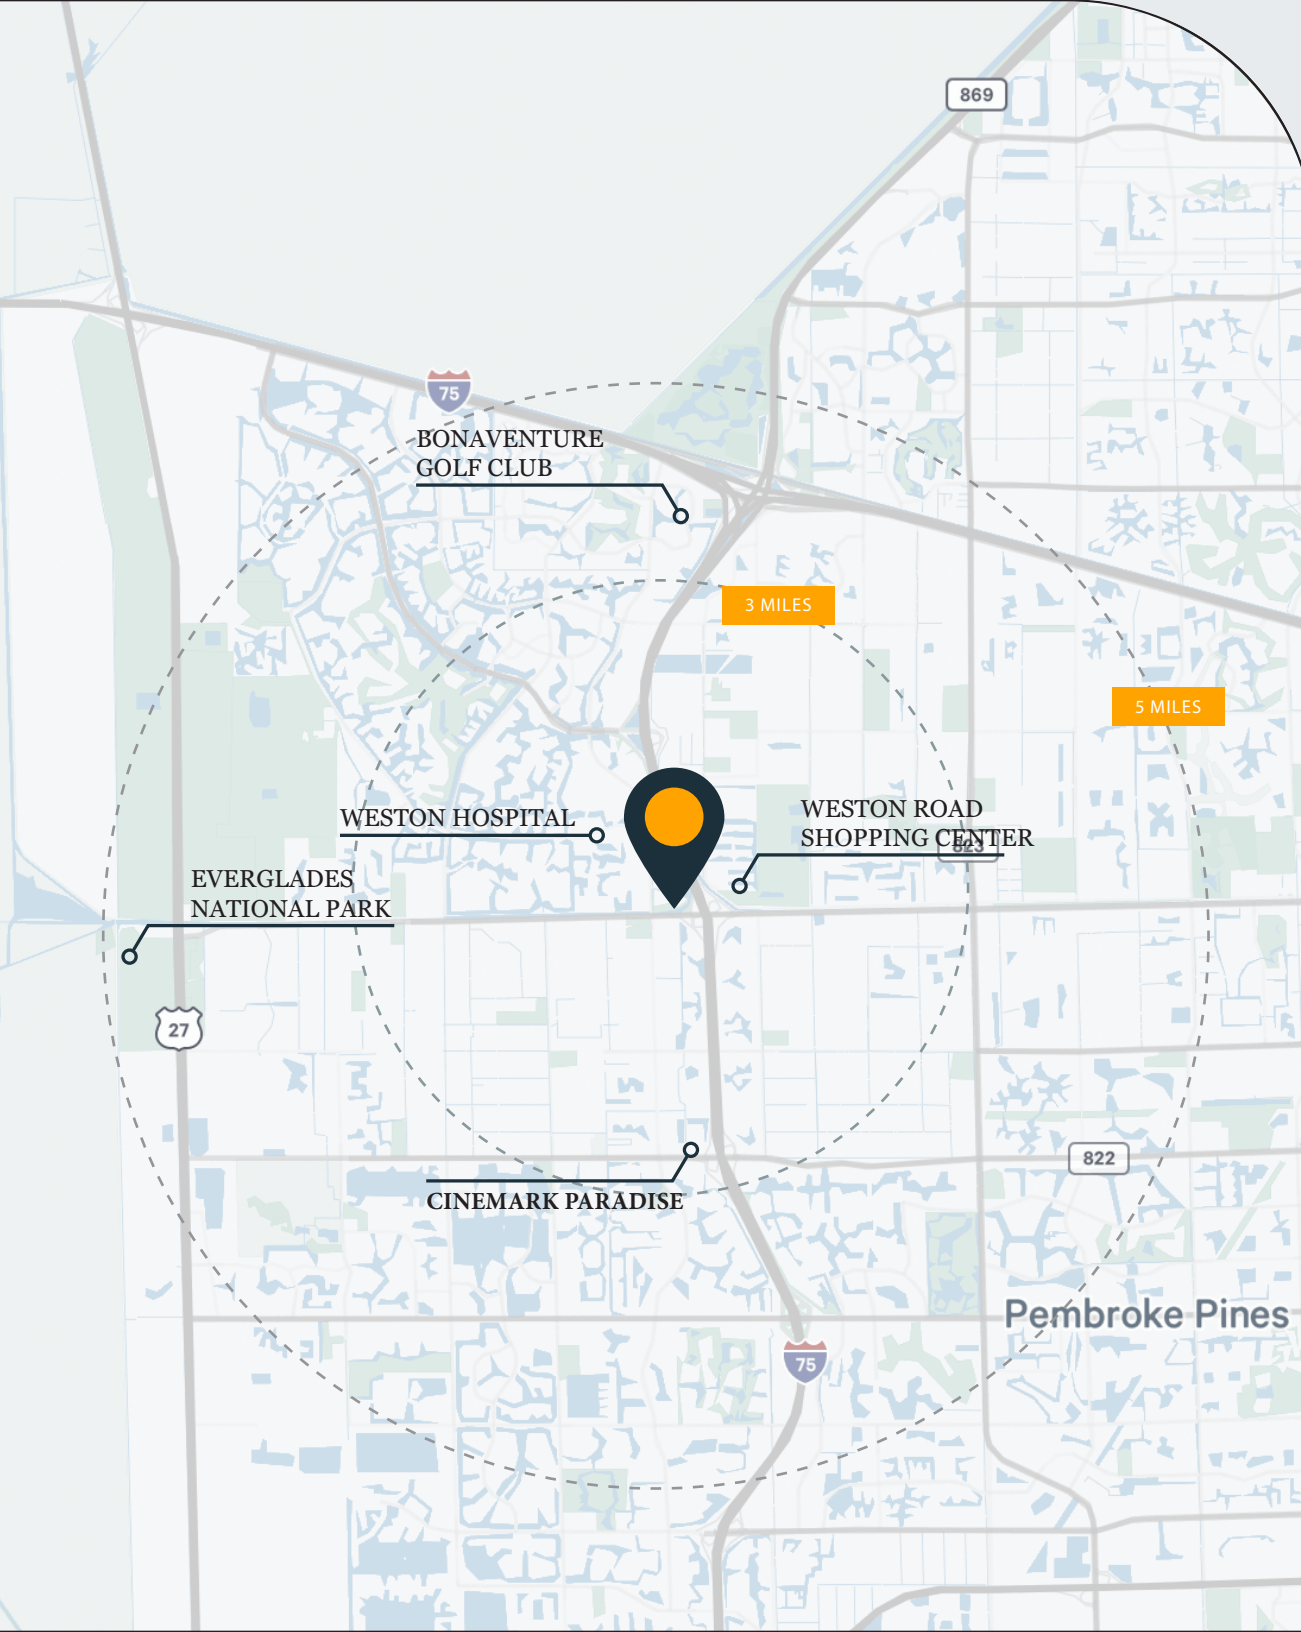 869
75
BONAVENTURE
GOLF CLUB
3 MILES
5 MILES
WESTON HOSPITAL
WESTON ROAD
SHOPPING CENTER
823
EVERGLADES
NATIONAL PARK
27
CINEMARK PARADISE
822
Pembroke Pines
75